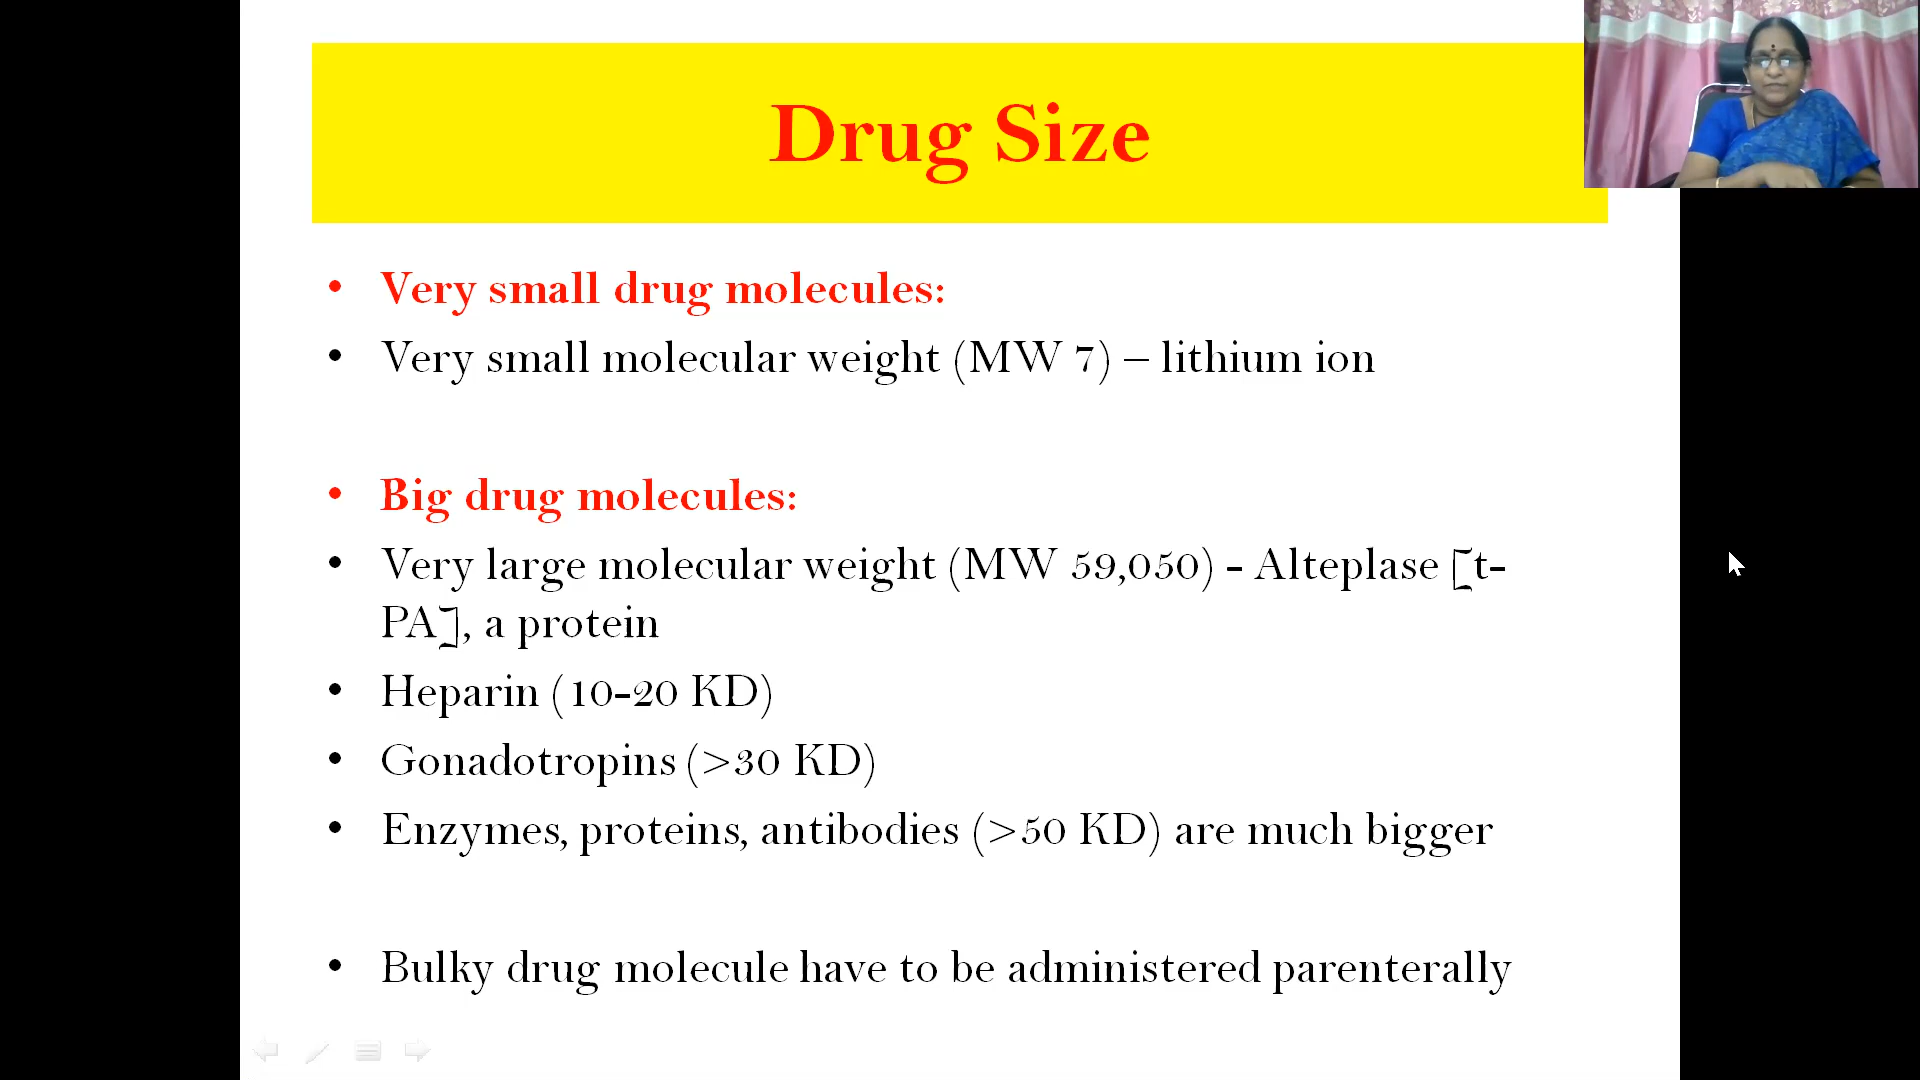 Drug Size
• Very small drug molecules:
• Very small molecular weight (MW 7) – lithium ion
• Big drug molecules:
• Very large molecular weight (MW 59,050) - Alteplase [t-
PA], a protein
• Heparin (10-20 KD)
• Gonadotropins (>30 KD)
• Enzymes, proteins, antibodies (>50 KD) are much bigger
• Bulky drug molecule have to be administered parenterally